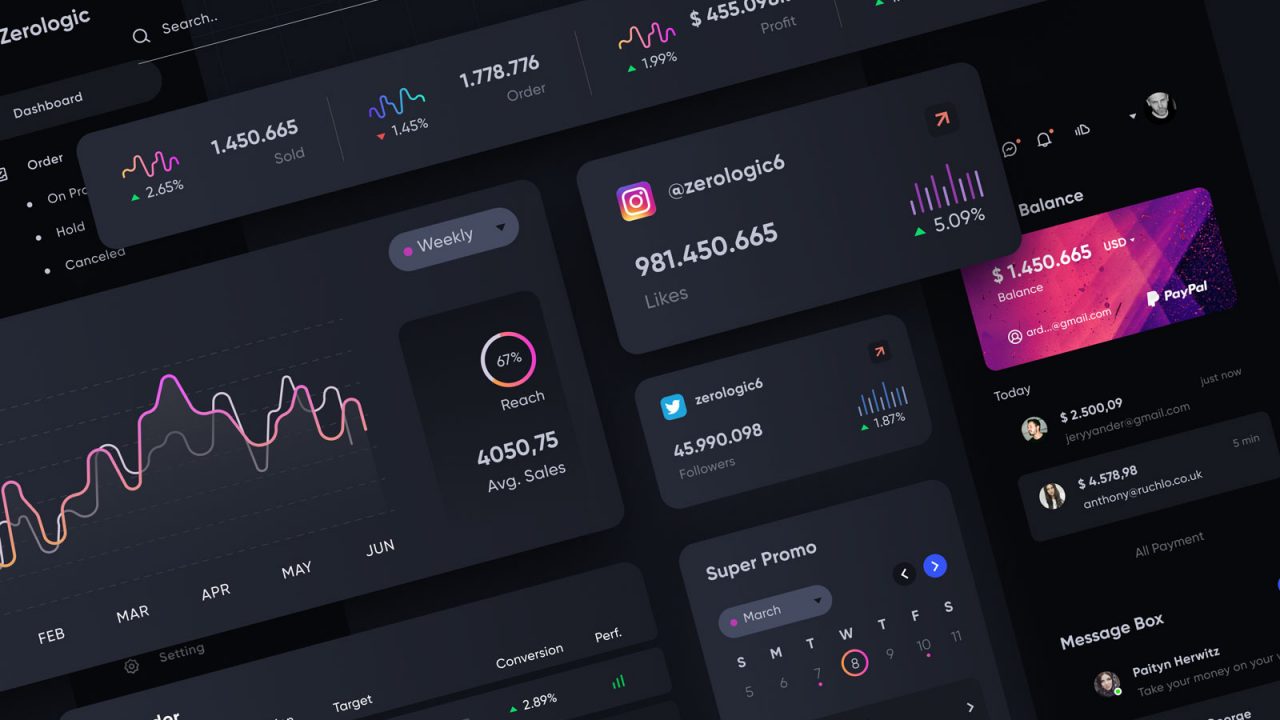 Zerologic
Search..
Dashboard
Order
Hold
Canceled
Setting
1.450.665
Sold
2.65%
1.778.776
Order
1.45%
Profit
1.99%
Weekly
67%
Reach
4050,75
Avg. Sales
FEB
MAR
APR
MAY
JUN
@zerologic6
981.450.665
Likes
5.09%
zerologic6
45.990.098
Followers
1.87%
Super Promo
March
S M T W T F S
5 6 7 8 9 10 11
Target
Conversion
Perf.
2.89%
Balance
$ 1.450.665 USD
Balance
ard...@gmail.com
PayPal
Today
just now
$ 2.500,09
jeryyander@gmail.com
5 min
$ 4.578,98
anthony@ruchlo.co.uk
All Payment
Message Box
Paityn Herwitz
Take your money on your
George